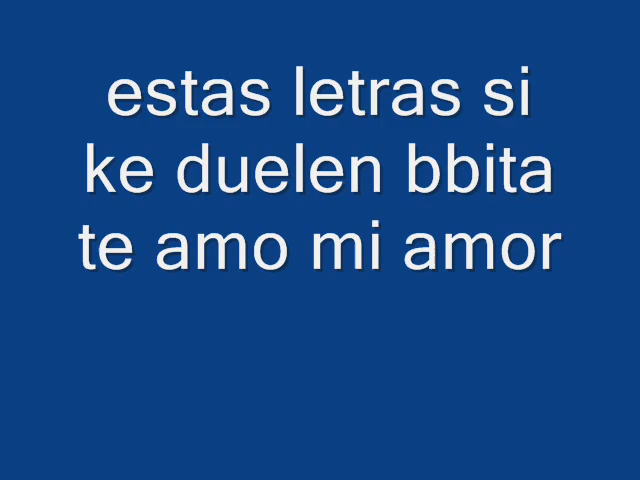 estas letras si
ke duelen bbita
te amo mi amor